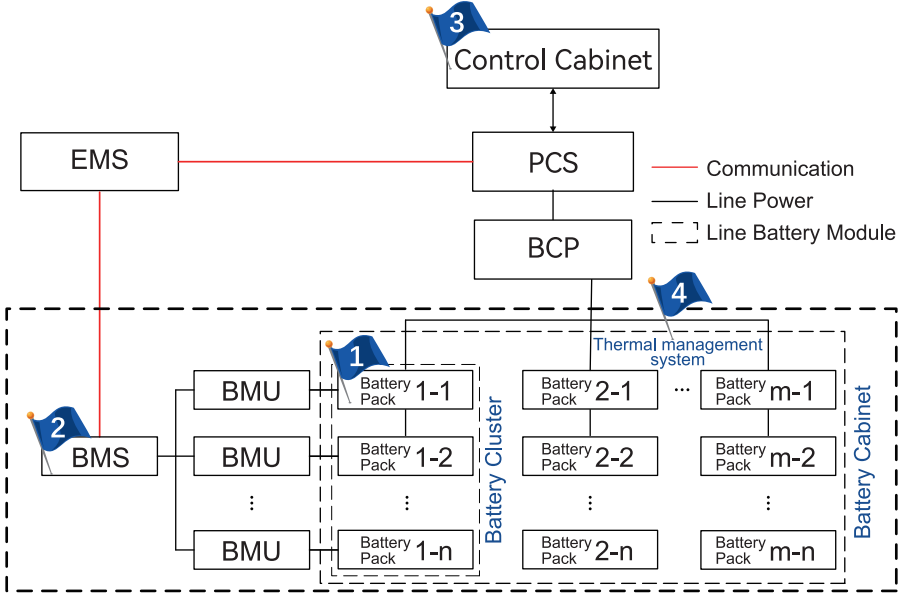 3
Control Cabinet
EMS
PCS
Communication
Line Power
Line Battery Module
BCP
4
Thermal management
system
1
BMU
Battery
Pack 1-1
Battery
Pack 2-1
...
Battery
Pack m-1
2
BMS
BMU
Battery
Pack 1-2
Battery
Pack 2-2
Battery
Pack m-2
...
...
...
...
BMU
Battery
Pack 1-n
Battery
Pack 2-n
Battery
Pack m-n
Battery Cluster
Battery Cabinet